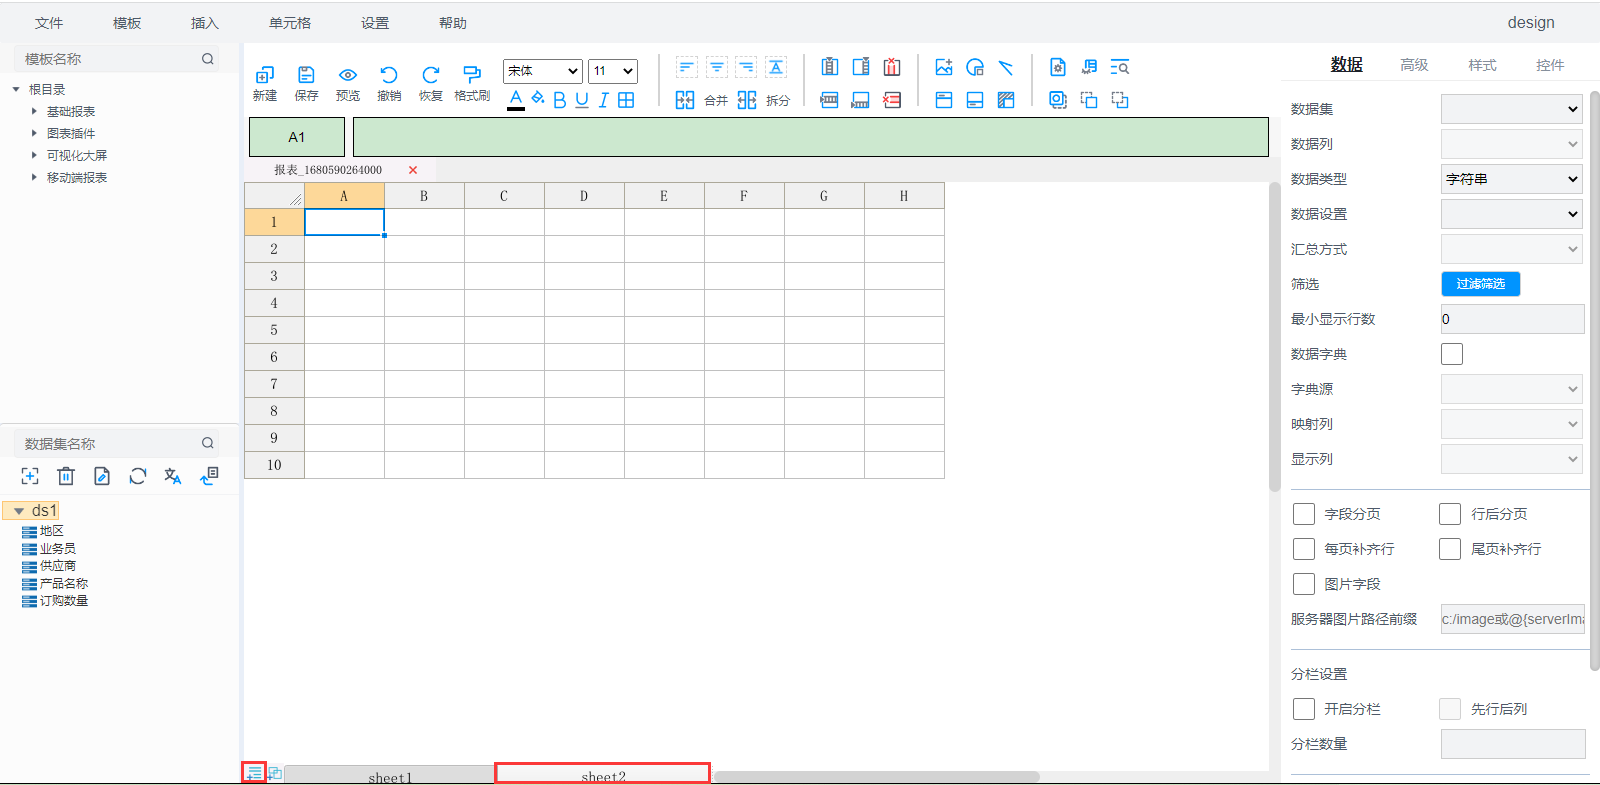 文件 模板 插入 单元格 设置 帮助 design
模板名称
根目录
基础报表
图表插件
可视化大屏
移动端报表
数据集名称
ds1
地区
业务员
供应商
产品名称
订购数量
新建 保存 预览 撤销 恢复 格式刷
宋体 11
A B U I
合并 拆分
A1
报表_1680590264000
A B C D E F G H
1
2
3
4
5
6
7
8
9
10
sheet1 sheet2
数据 高级 样式 控件
数据集
数据列
数据类型 字符串
数据设置
汇总方式
筛选 过滤筛选
最小显示行数 0
数据字典
字典源
映射列
显示列
字段分页 行后分页
每页补齐行 尾页补齐行
图片字段
服务器图片路径前缀 c:/image或@{serverIma
分栏设置
开启分栏 先行后列
分栏数量